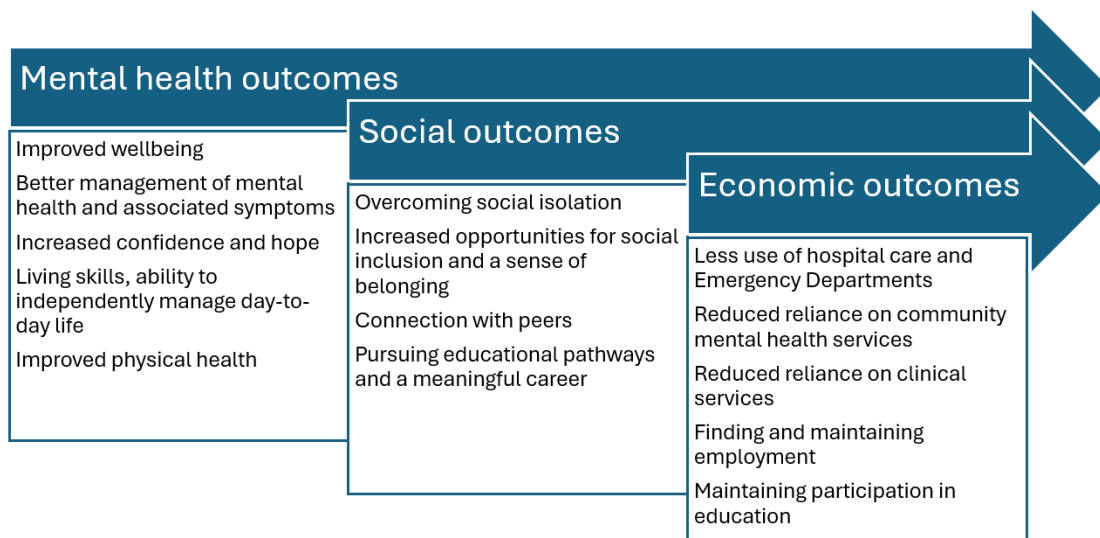 Mental health outcomes
Improved wellbeing
Better management of mental
health and associated symptoms
Increased confidence and hope
Living skills, ability to
independently manage day-to-
day life
Improved physical health
Social outcomes
Overcoming social isolation
Increased opportunities for social
inclusion and a sense of
belonging
Connection with peers
Pursuing educational pathways
and a meaningful career
Economic outcomes
Less use of hospital care and
Emergency Departments
Reduced reliance on community
mental health services
Reduced reliance on clinical
services
Finding and maintaining
employment
Maintaining participation in
education